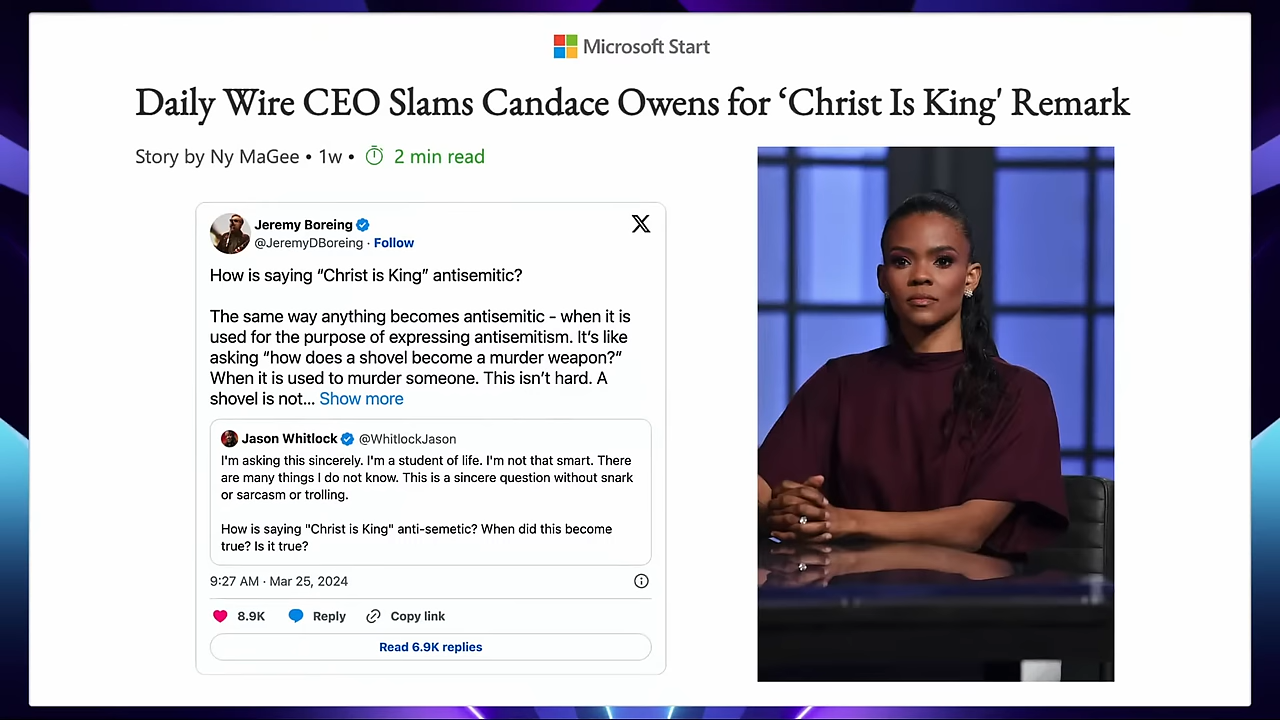 Microsoft Start
Daily Wire CEO Slams Candace Owens for ‘Christ Is King' Remark
Story by Ny MaGee • 1w • 2 min read
Jeremy Boreing
@JeremyDBoreing · Follow
How is saying “Christ is King” antisemitic?
The same way anything becomes antisemitic - when it is
used for the purpose of expressing antisemitism. It’s like
asking “how does a shovel become a murder weapon?”
When it is used to murder someone. This isn’t hard. A
shovel is not... Show more
Jason Whitlock @WhitlockJason
I'm asking this sincerely. I'm a student of life. I'm not that smart. There
are many things I do not know. This is a sincere question without snark
or sarcasm or trolling.
How is saying "Christ is King" anti-semetic? When did this become
true? Is it true?
9:27 AM · Mar 25, 2024
8.9K Reply Copy link
Read 6.9K replies